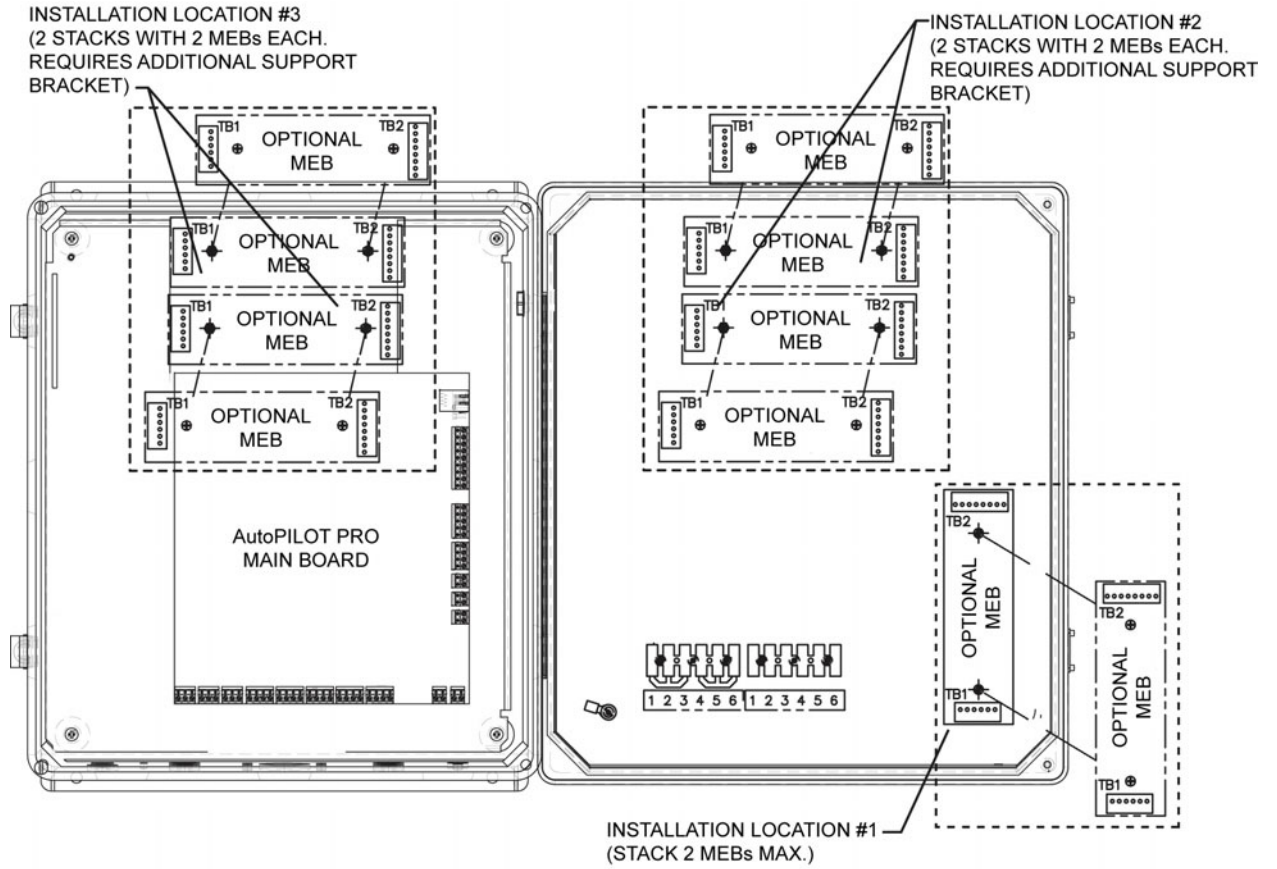 INSTALLATION LOCATION #3
(2 STACKS WITH 2 MEBs EACH.
REQUIRES ADDITIONAL SUPPORT
BRACKET)
INSTALLATION LOCATION #2
(2 STACKS WITH 2 MEBs EACH.
REQUIRES ADDITIONAL SUPPORT
BRACKET)
TB1
OPTIONAL
MEB
TB2
TB1
OPTIONAL
MEB
TB2
TB1
OPTIONAL
MEB
TB2
TB1
OPTIONAL
MEB
TB2
AutoPILOT PRO
MAIN BOARD
TB1
OPTIONAL
MEB
TB2
TB1
OPTIONAL
MEB
TB2
TB1
OPTIONAL
MEB
TB2
TB1
OPTIONAL
MEB
TB2
TB2
OPTIONAL
MEB
TB1
TB2
OPTIONAL
MEB
TB1
1 2 3 4 5 6 1 2 3 4 5 6
INSTALLATION LOCATION #1
(STACK 2 MEBs MAX.)